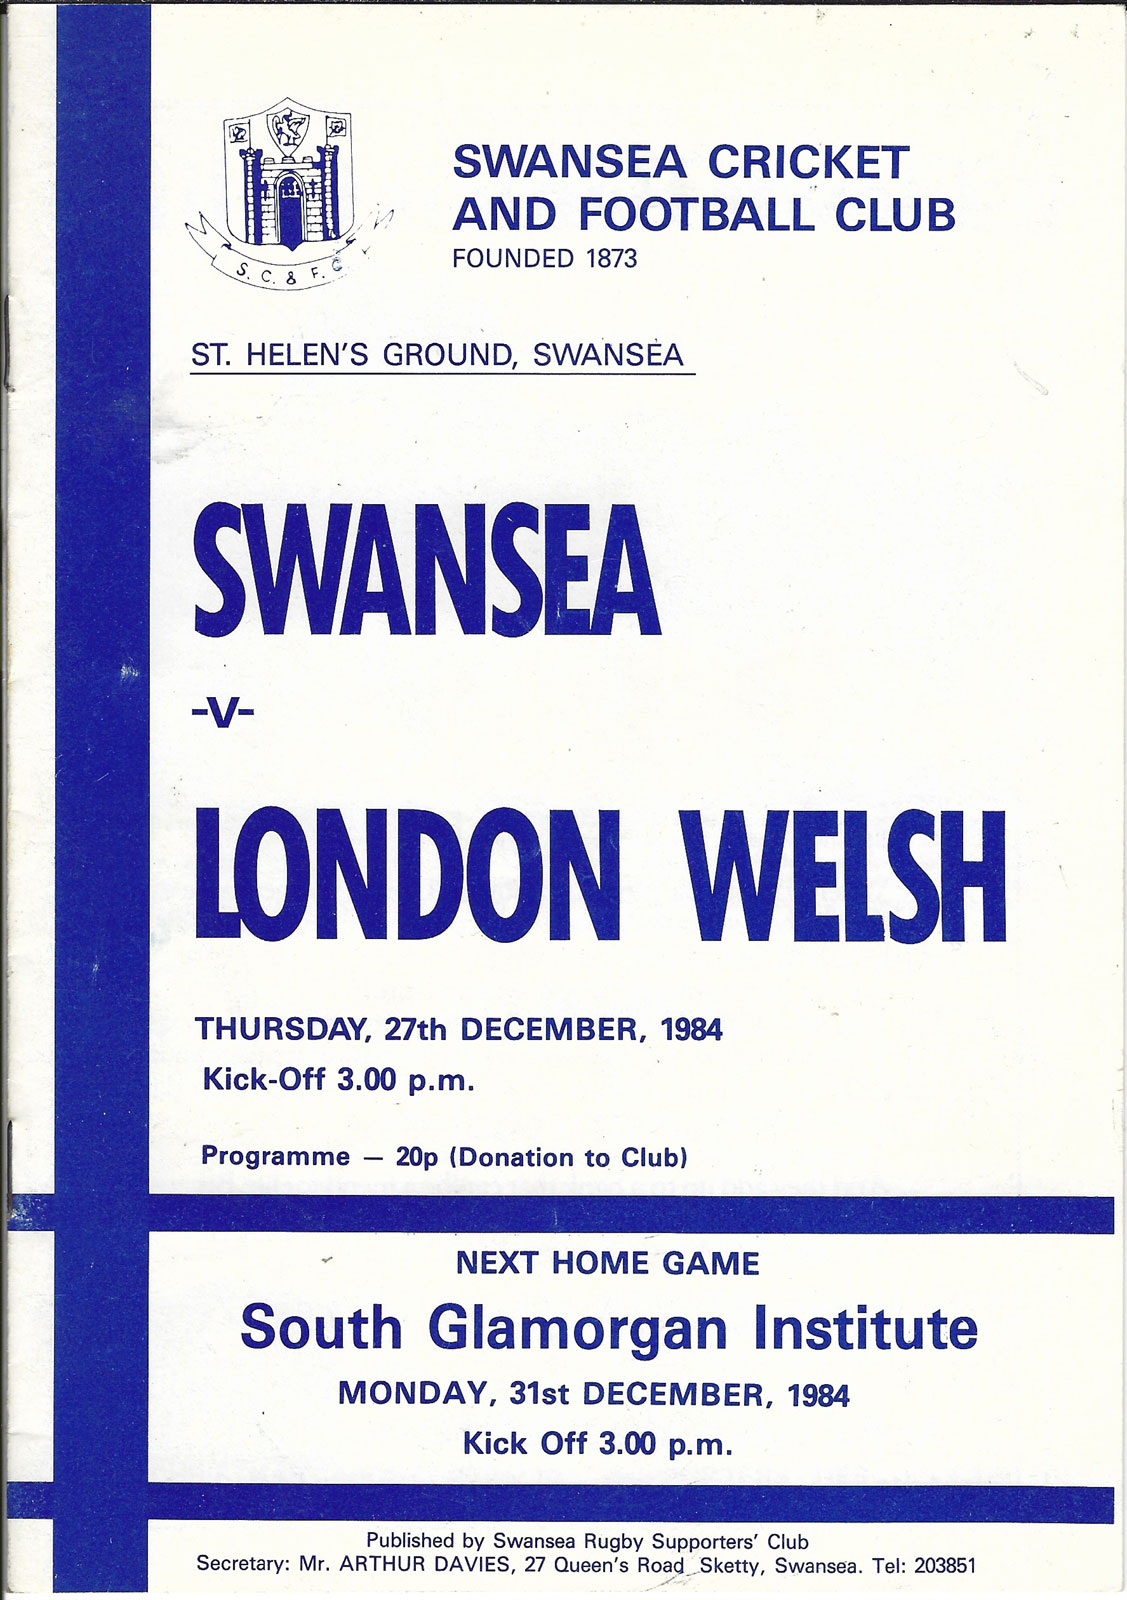 S. C. & F. C
SWANSEA CRICKET
AND FOOTBALL CLUB
FOUNDED 1873
ST. HELEN'S GROUND, SWANSEA
SWANSEA
-v-
LONDON WELSH
THURSDAY, 27th DECEMBER, 1984
Kick-Off 3.00 p.m.
Programme — 20p (Donation to Club)
NEXT HOME GAME
South Glamorgan Institute
MONDAY, 31st DECEMBER, 1984
Kick Off 3.00 p.m.
Published by Swansea Rugby Supporters' Club
Secretary: Mr. ARTHUR DAVIES, 27 Queen's Road Sketty, Swansea. Tel: 203851